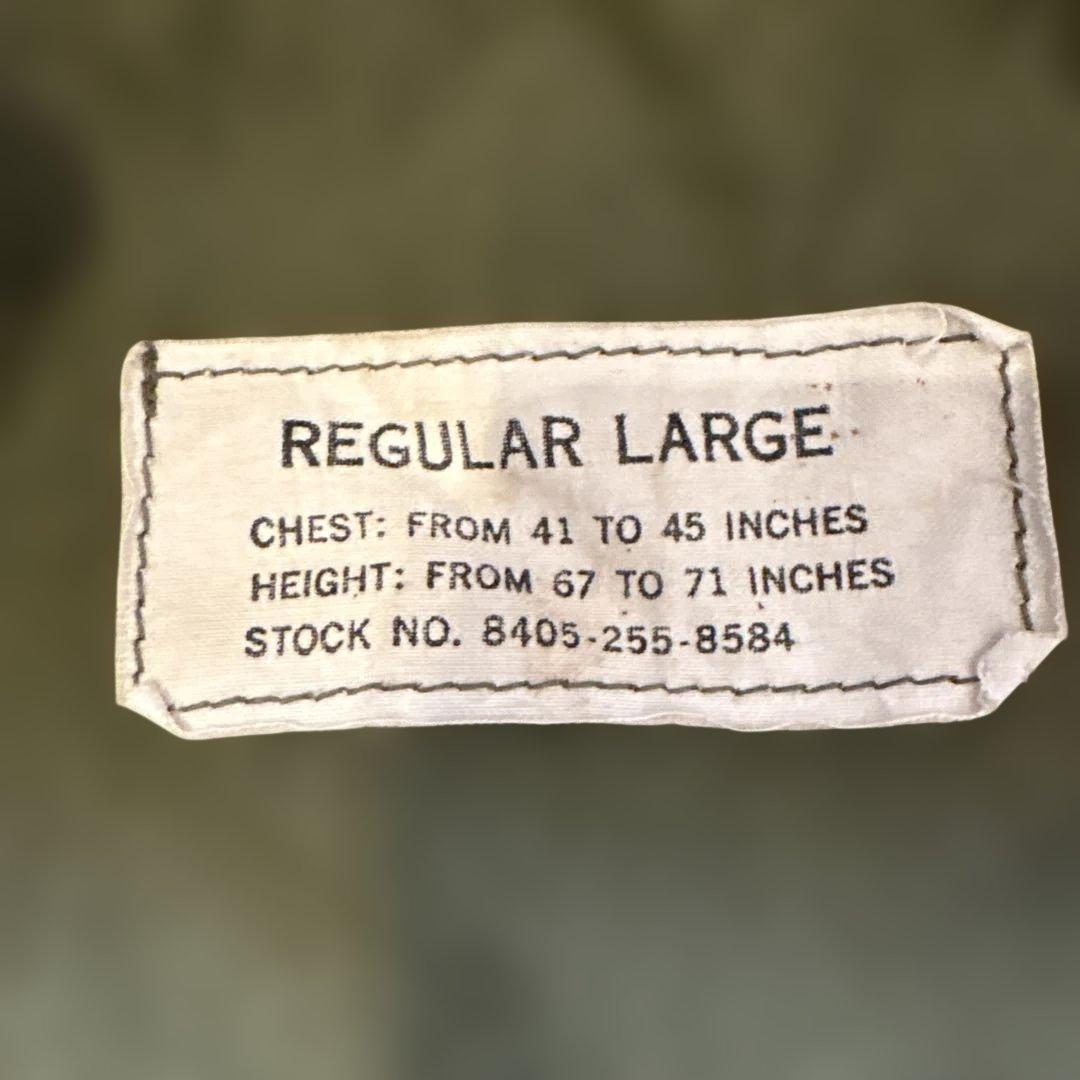 REGULAR LARGE
CHEST: FROM 41 TO 45 INCHES
HEIGHT: FROM 67 TO 71 INCHES
STOCK NO. 8405-255-8584